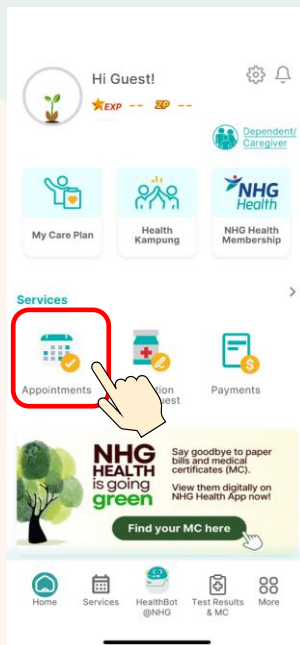 Hi Guest!
EXP -- ZP --
Dependent/
Caregiver
My Care Plan
Health
Kampung
NHG
Health
NHG Health
Membership
Services
Appointments
Payments
NHG
HEALTH
is going
green
Say goodbye to paper
bills and medical
certificates (MC).
View them digitally on
NHG Health App now!
Find your MC here
Home
Services
HealthBot
@NHG
Test Results
& MC
More